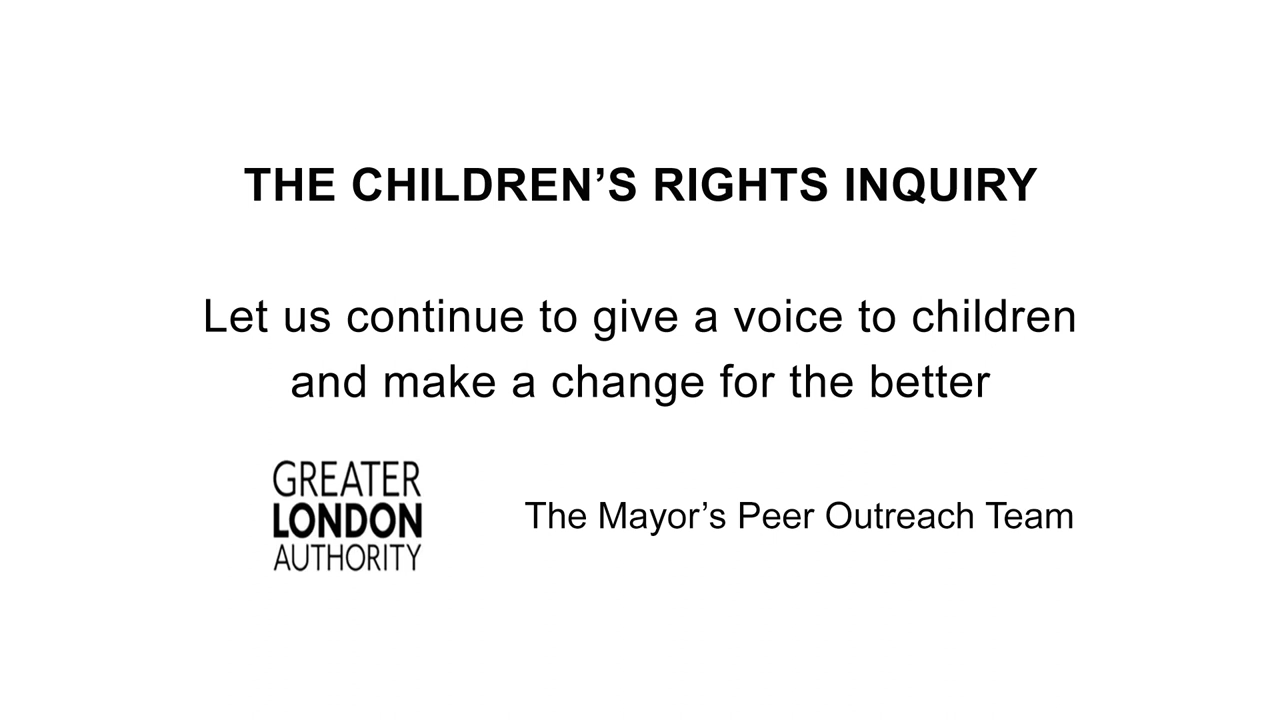 THE CHILDREN’S RIGHTS INQUIRY
Let us continue to give a voice to children
and make a change for the better
GREATER
LONDON
AUTHORITY
The Mayor’s Peer Outreach Team